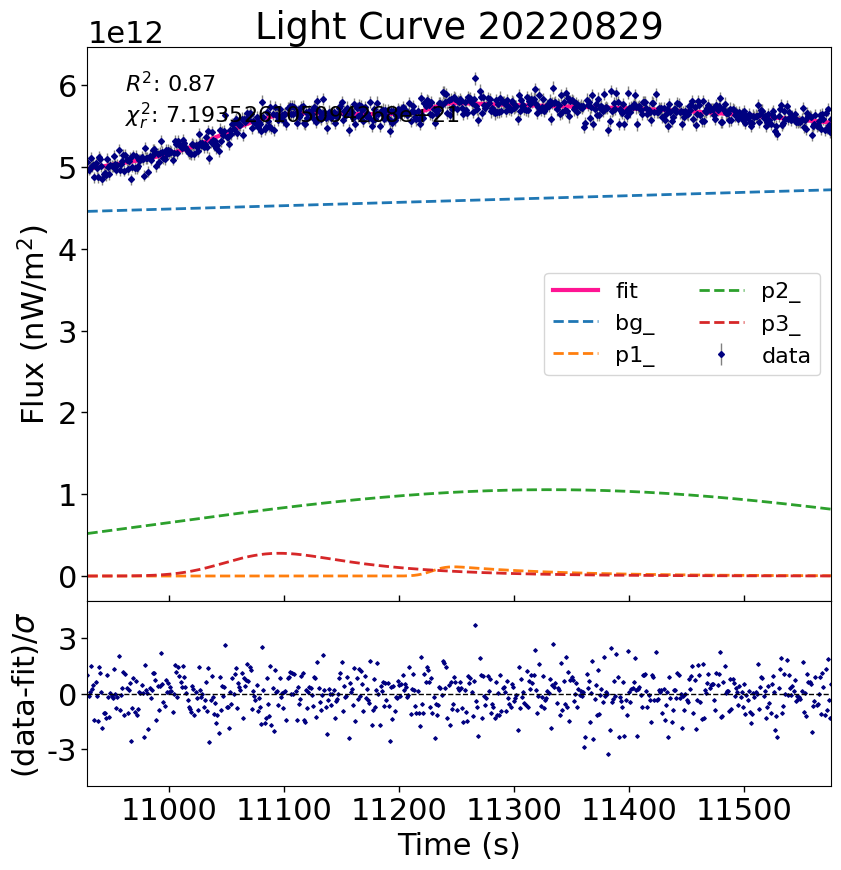 Light Curve 20220829
1e12
R²: 0.87
χ²ᵣ:
6
5
4
3
2
1
0
Flux (nW/m²)
fit
bg_
p1_
p2_
p3_
data
3
0
-3
(data-fit)/σ
11000 11100 11200 11300 11400 11500
Time (s)